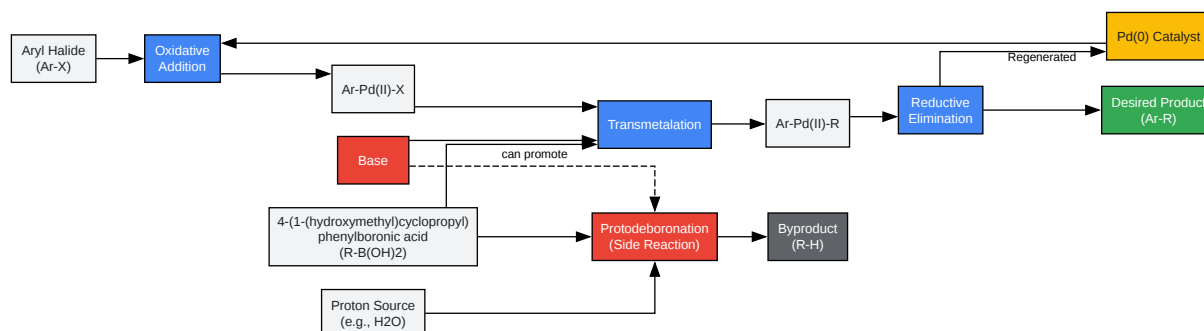 Aryl Halide
(Ar-X)
Oxidative
Addition
Pd(0) Catalyst
Regenerated
Ar-Pd(II)-X
Transmetalation
Ar-Pd(II)-R
Reductive
Elimination
Desired Product
(Ar-R)
Base
can promote
4-(1-(hydroxymethyl)cyclopropyl)
phenylboronic acid
(R-B(OH)2)
Protodeboronation
(Side Reaction)
Byproduct
(R-H)
Proton Source
(e.g., H2O)